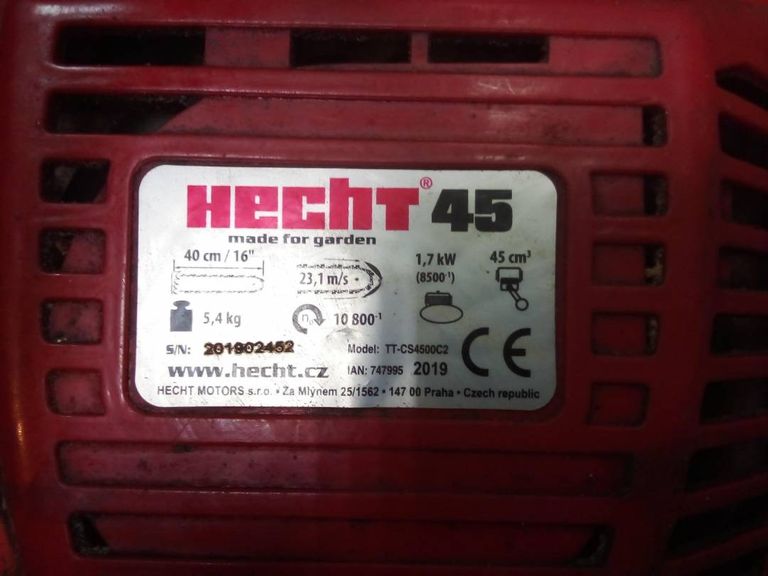 HECHT® 45
made for garden
40 cm / 16" 1,7 kW 45 cm³
23,1 m/s (8500⁻¹)
5,4 kg n₀ 10 800⁻¹
S/N: 201902452 Model: TT-CS4500C2 CE
www.hecht.cz IAN: 747995 2019
HECHT MOTORS s.r.o. • Za Mlýnem 25/1562 • 147 00 Praha • Czech republic